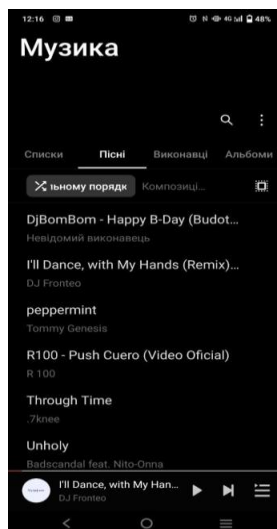 12:16 4G 48%
Музика
Списки Пісні Виконавці Альбоми
льному порядк Композиці...
DjBomBom - Happy B-Day (Budot...
Невідомий виконавець
I'll Dance, with My Hands (Remix)...
DJ Fronteo
peppermint
Tommy Genesis
R100 - Push Cuero (Video Oficial)
R 100
Through Time
.7knee
Unholy
Badscandal feat. Nito-Onna
I'll Dance, with My Han...
DJ Fronteo